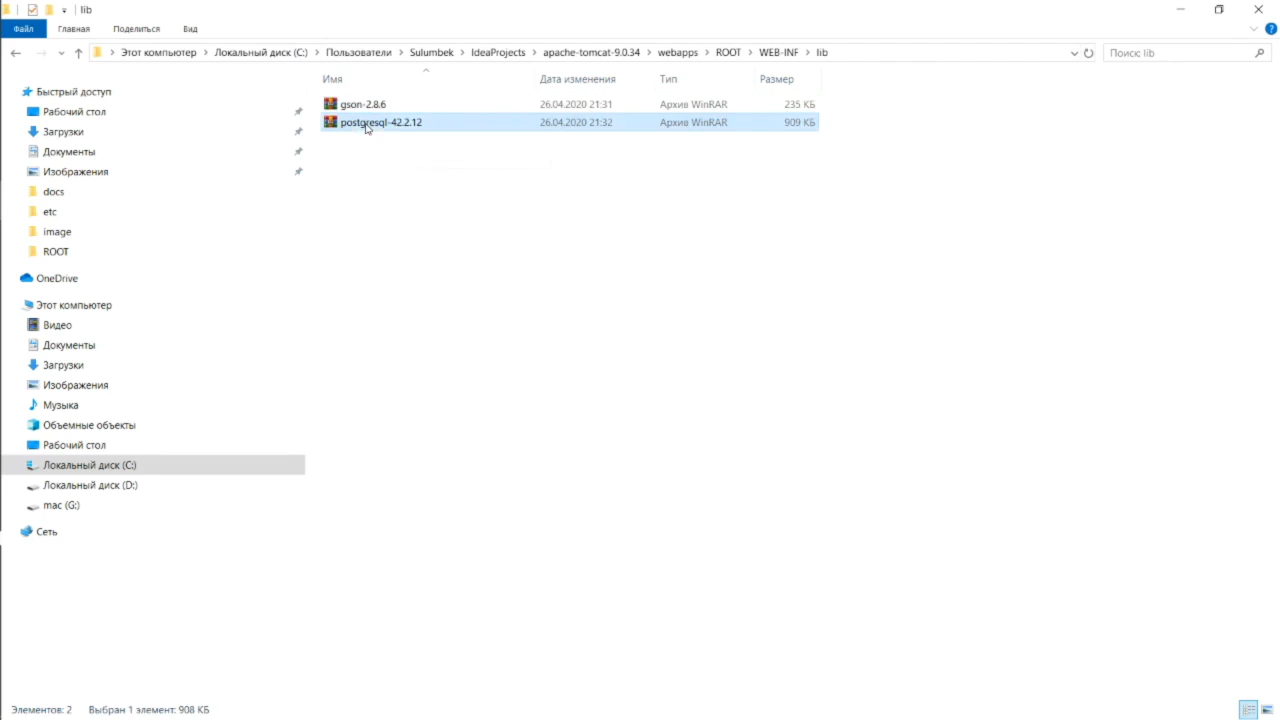 lib
Файл Главная Поделиться Вид
Этот компьютер > Локальный диск (C:) > Пользователи > Sulumbek > IdeaProjects > apache-tomcat-9.0.34 > webapps > ROOT > WEB-INF > lib
Поиск: lib
Имя Дата изменения Тип Размер
gson-2.8.6 26.04.2020 21:31 Архив WinRAR 235 КБ
postgresql-42.2.12 26.04.2020 21:32 Архив WinRAR 909 КБ
Быстрый доступ
Рабочий стол
Загрузки
Документы
Изображения
docs
etc
image
ROOT
OneDrive
Этот компьютер
Видео
Документы
Загрузки
Изображения
Музыка
Объемные объекты
Рабочий стол
Локальный диск (C:)
Локальный диск (D:)
mac (G:)
Сеть
Элементов: 2 Выбран 1 элемент: 908 КБ